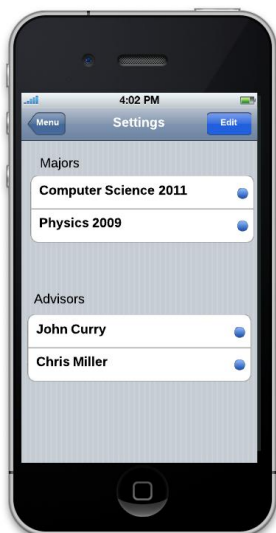 4:02 PM
Menu Settings Edit
Majors
Computer Science 2011
Physics 2009
Advisors
John Curry
Chris Miller